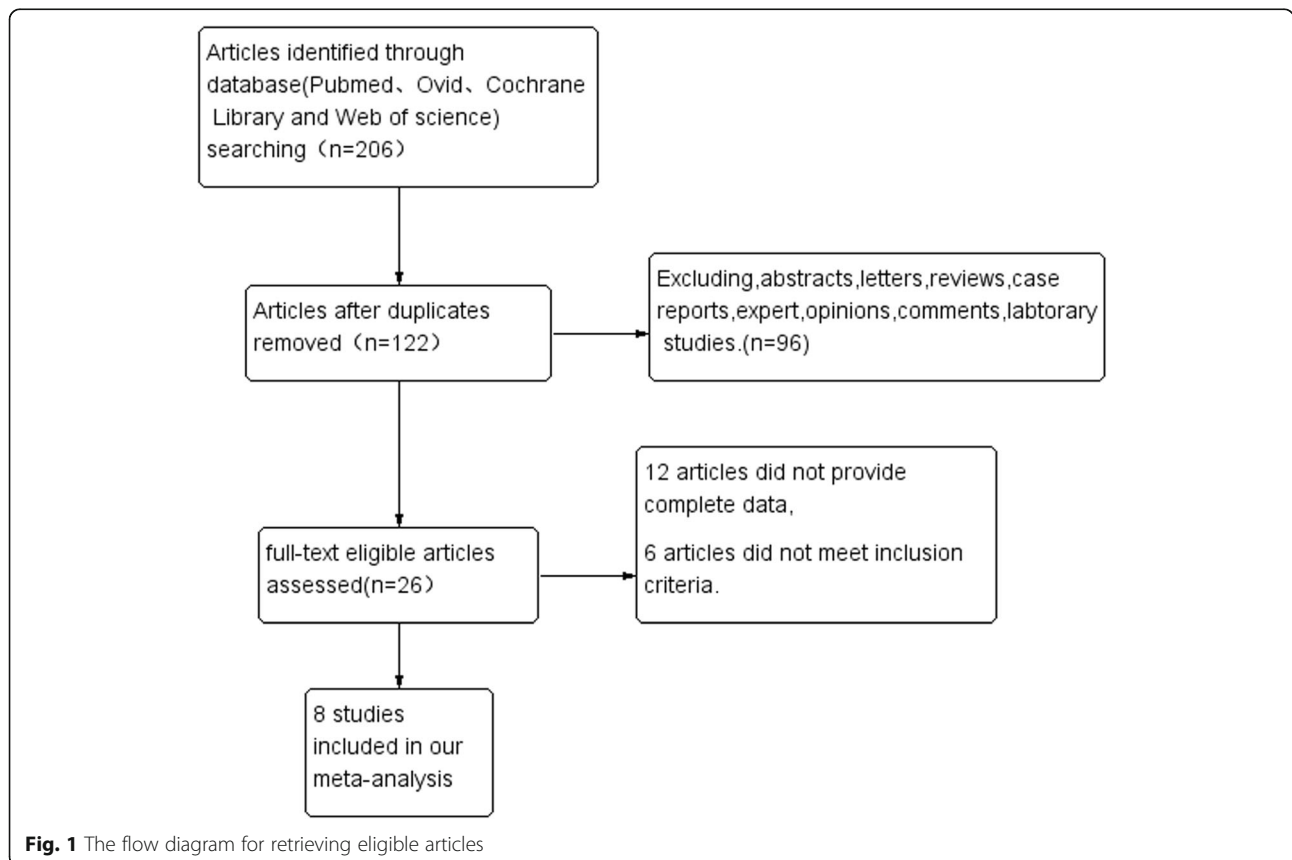 Articles identified through
database(Pubmed、Ovid、Cochrane
Library and Web of science)
searching（n=206）
Articles after duplicates
removed（n=122）
Excluding,abstracts,letters,reviews,case
reports,expert,opinions,comments,labtorary
studies.(n=96)
12 articles did not provide
complete data,
6 articles did not meet inclusion
criteria.
full-text eligible articles
assessed(n=26）
8 studies
included in our
meta-analysis
Fig. 1 The flow diagram for retrieving eligible articles